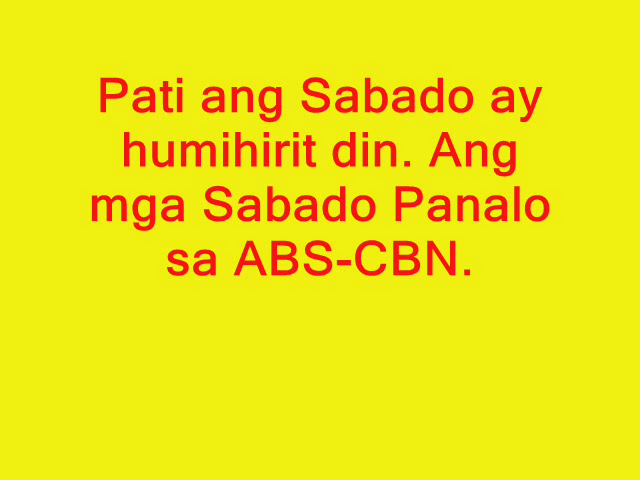 Pati ang Sabado ay
humihirit din. Ang
mga Sabado Panalo
sa ABS-CBN.